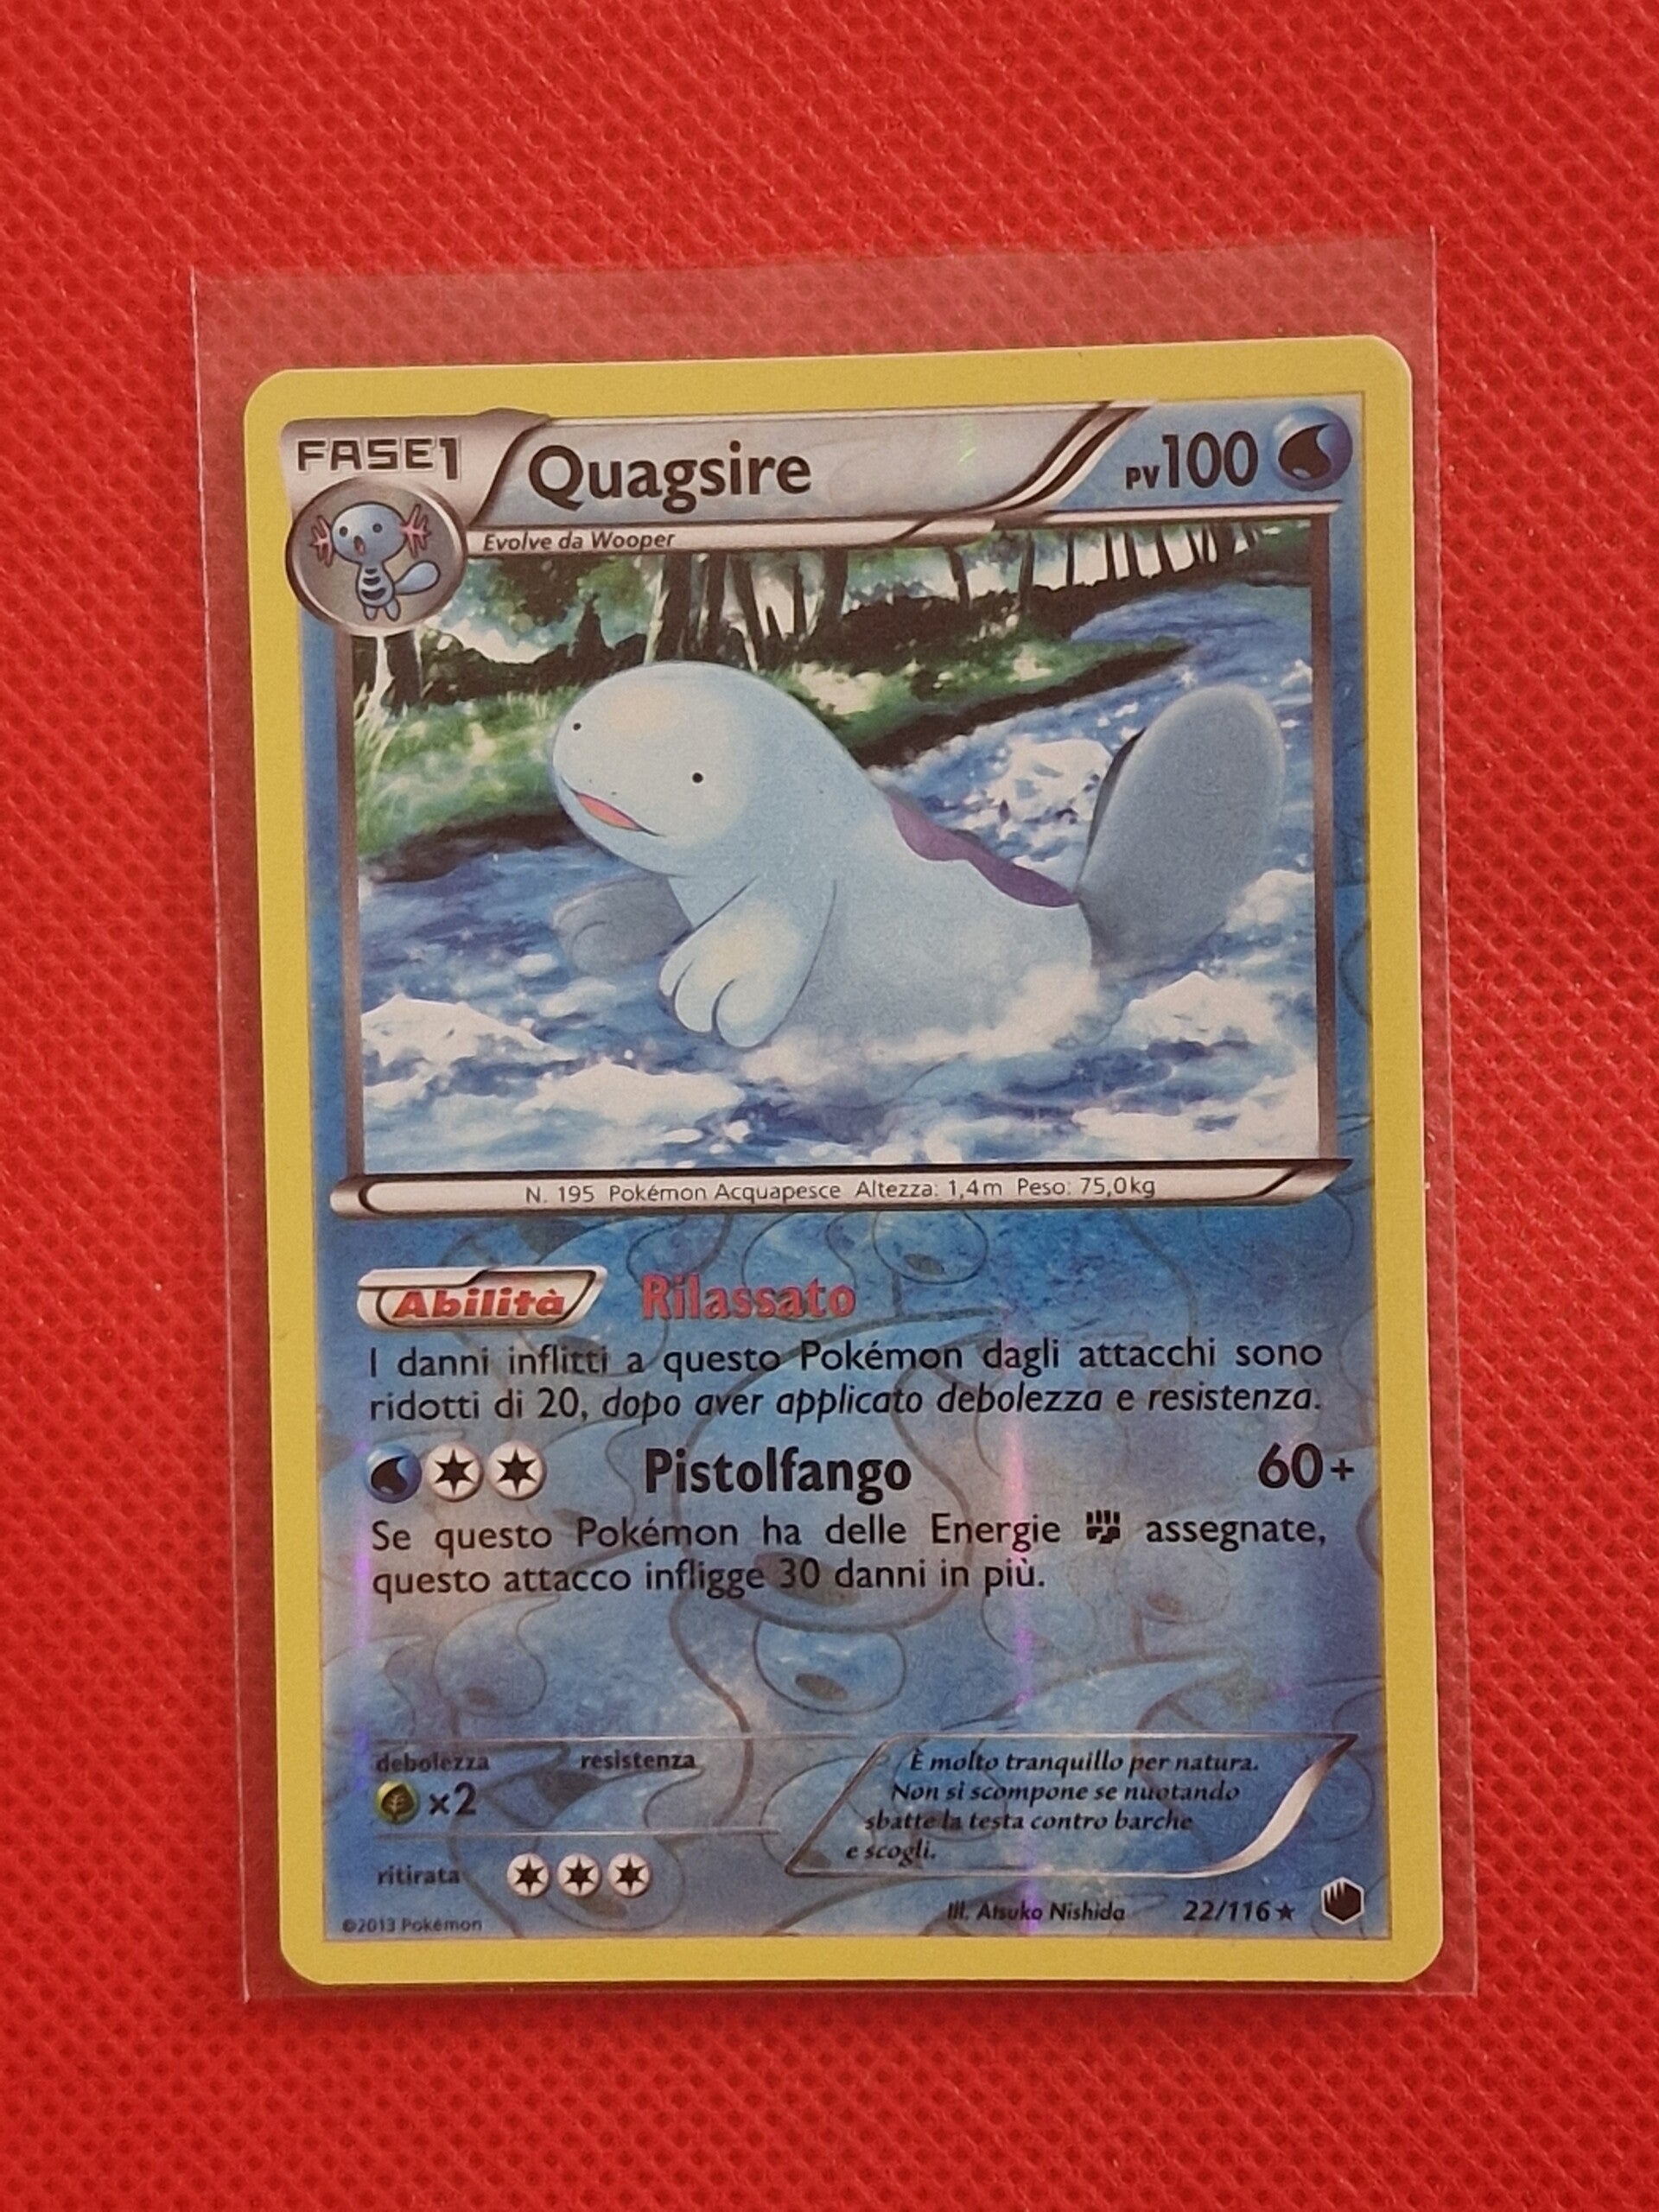 FASE1
Quagsire
PV100
Evolve da Wooper
N. 195 Pokémon Acquapesce Altezza: 1,4m Peso: 75,0kg
Abilità Rilassato
I danni inflitti a questo Pokémon dagli attacchi sono
ridotti di 20, dopo aver applicato debolezza e resistenza.
Pistolfango 60+
Se questo Pokémon ha delle Energie assegnate,
questo attacco infligge 30 danni in più.
debolezza resistenza
x2
ritirata
È molto tranquillo per natura.
Non si scompone se nuotando
sbatte la testa contro barche
e scogli.
Ill. Atsuko Nishida 22/116★
©2013 Pokémon